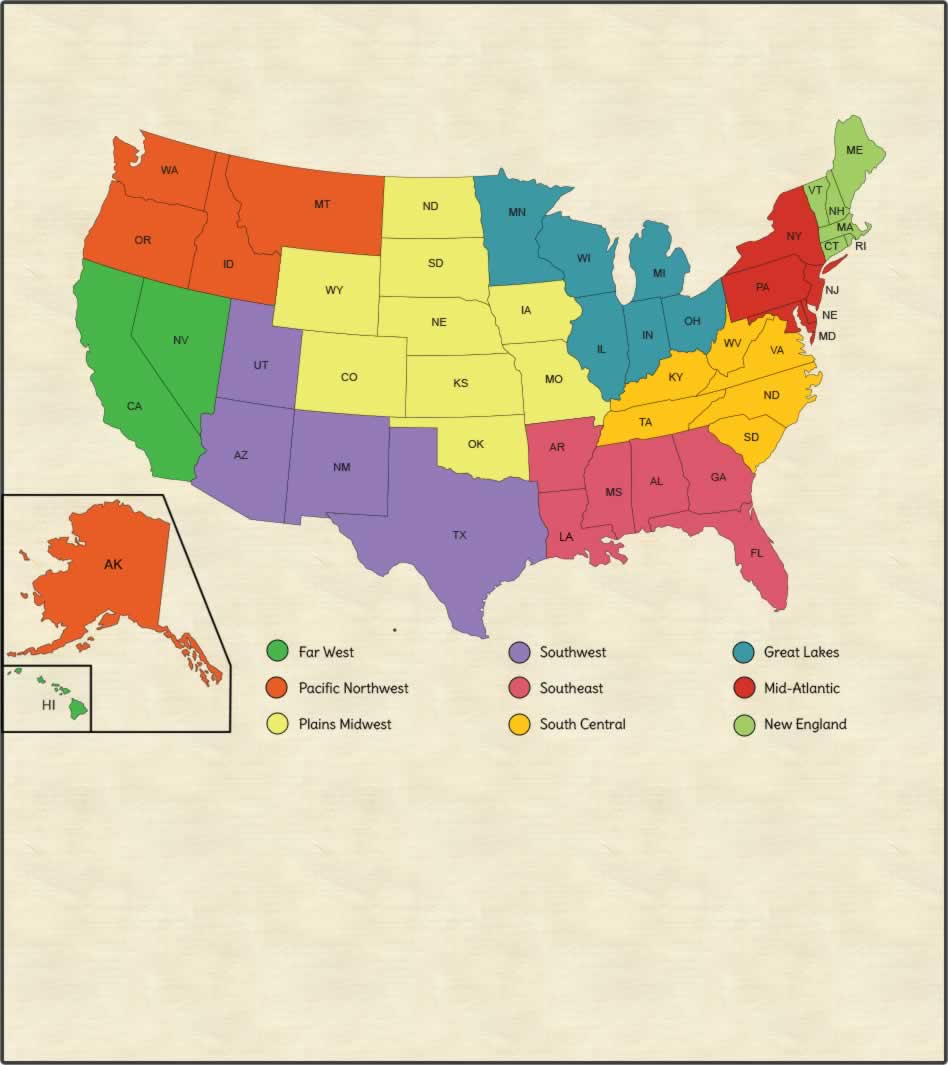 ME
WA
VT
MT
ND
MN
NH
MA
OR
NY
CT
RI
ID
SD
WI
MI
PA
WY
NJ
IA
NE
NE
OH
MD
NV
IN
WV
IL
VA
UT
CO
KS
MO
KY
CA
ND
TA
SD
AZ
OK
AR
NM
GA
AL
MS
TX
LA
FL
AK
HI
Far West
Southwest
Great Lakes
Pacific Northwest
Southeast
Mid-Atlantic
Plains Midwest
South Central
New England